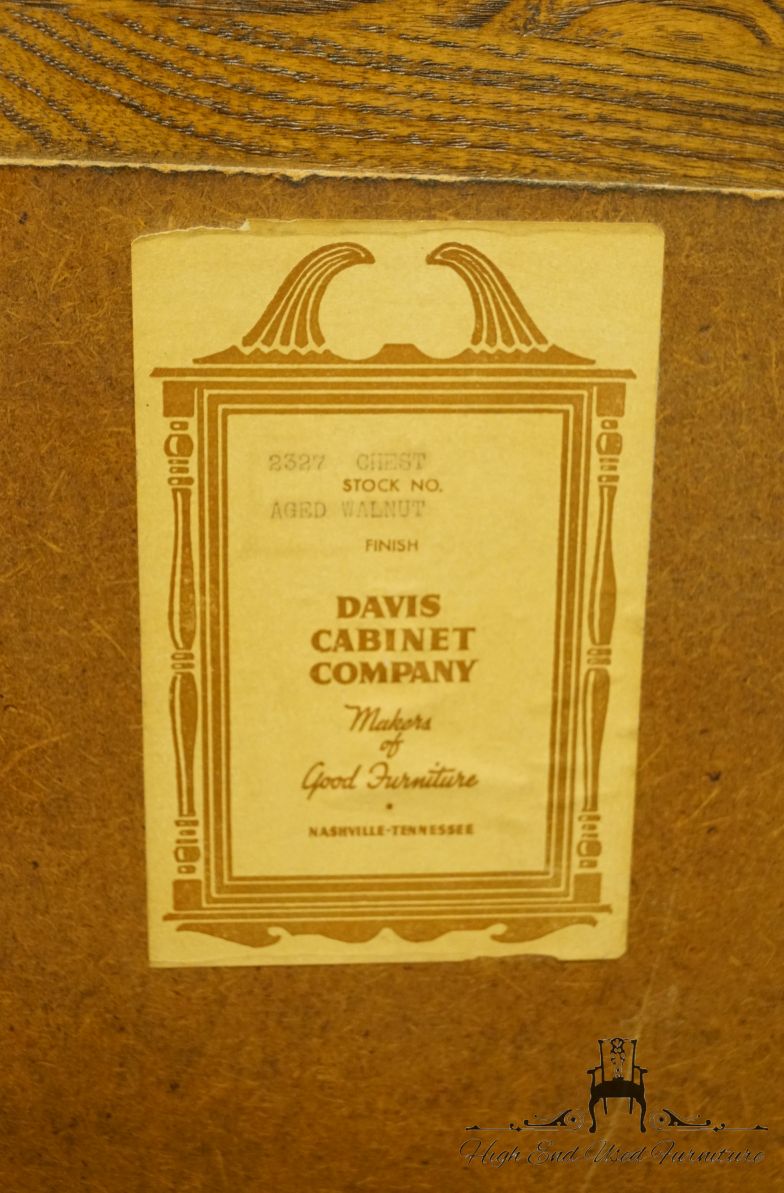 2327 CHEST
STOCK NO.
AGED WALNUT
FINISH
DAVIS
CABINET
COMPANY
Makers
of
Good Furniture
NASHVILLE-TENNESSEE
High End Used Furniture